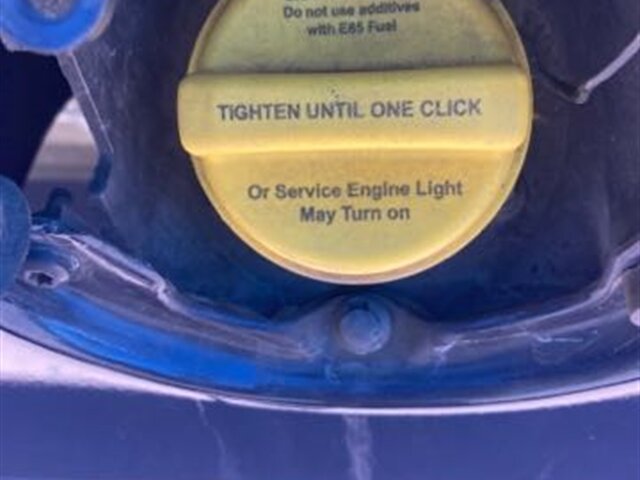 Do not use additives
with E85 Fuel
TIGHTEN UNTIL ONE CLICK
Or Service Engine Light
May Turn on